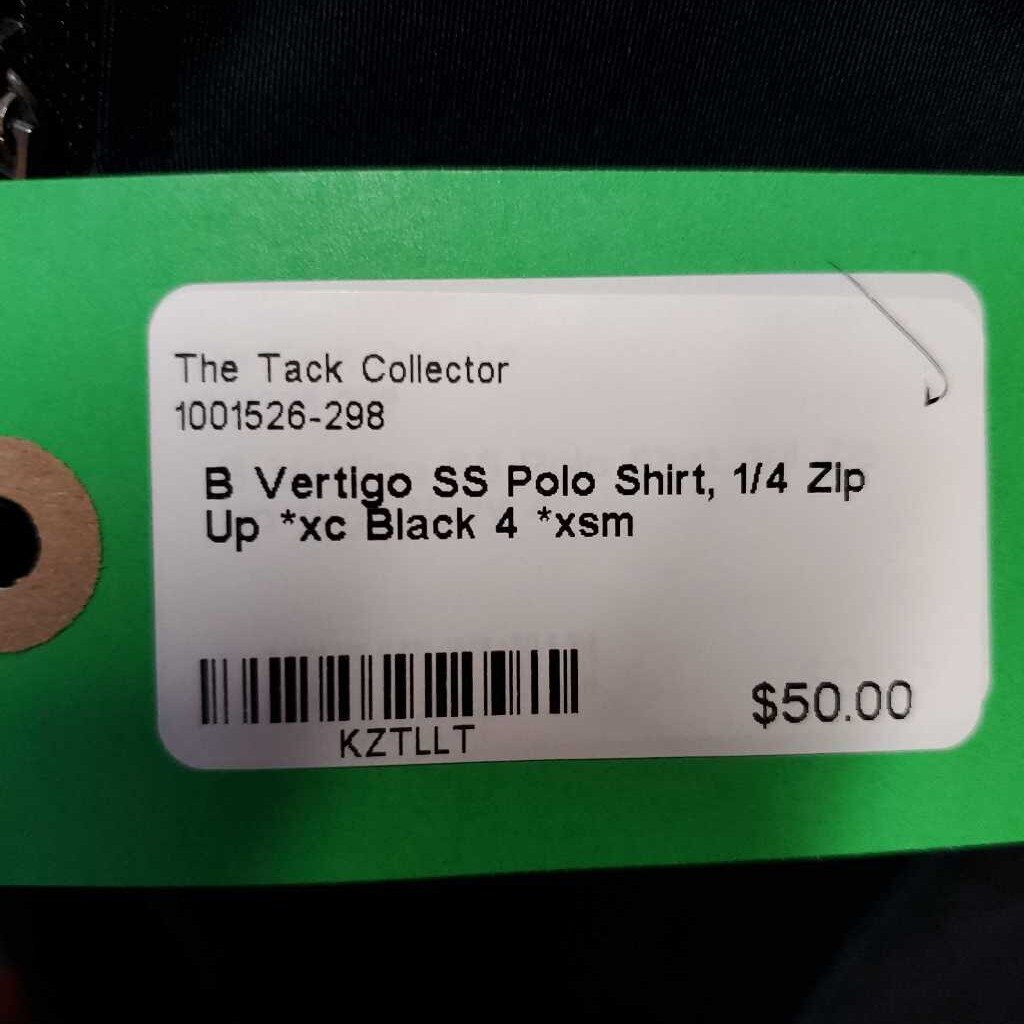 The Tack Collector
1001526-298
B Vertigo SS Polo Shirt, 1/4 Zip
Up *xc Black 4 *xsm
KZTLLT
$50.00